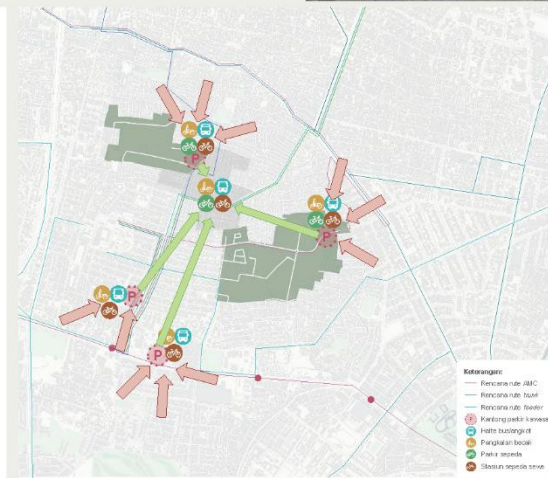 P
P
P
P
Keterangan:
Rencana rute AMC
Rencana rute
Rencana rute feeder
P Kantong parkir kawasan
Halte bus/angkot
Pangkalan becak
Parkir sepeda
Stasiun sepeda sewa